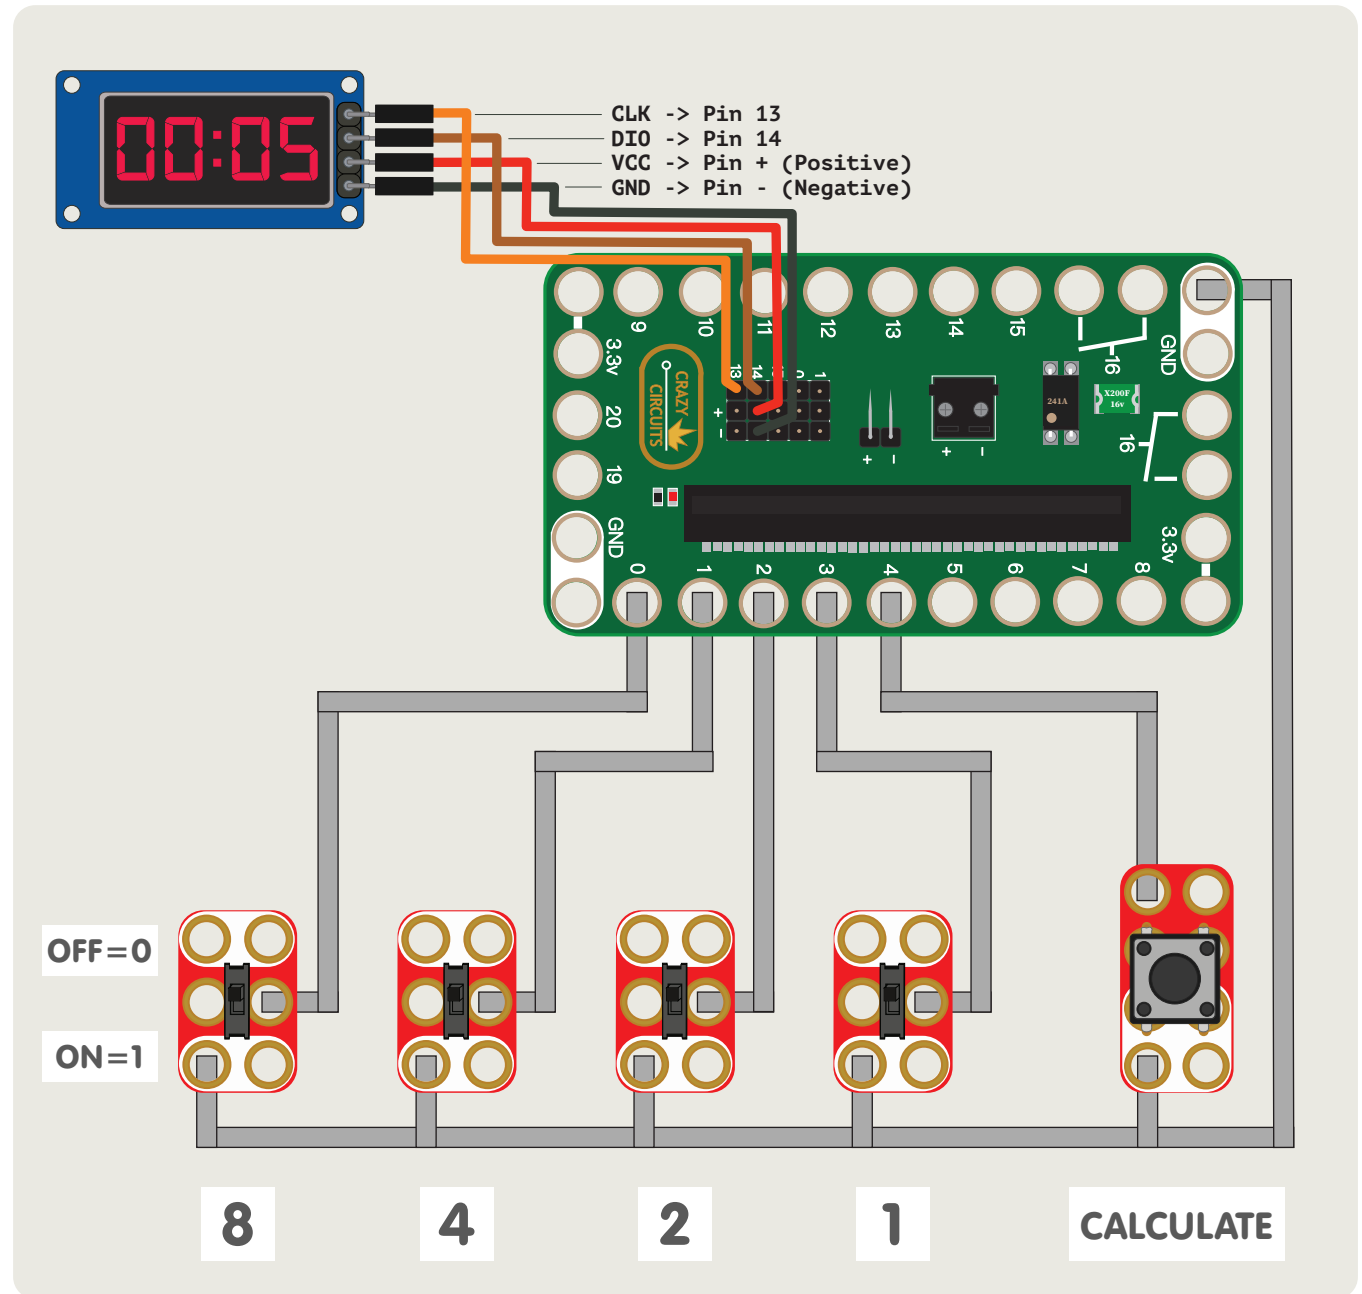 00:05
CLK -> Pin 13
DIO -> Pin 14
VCC -> Pin + (Positive)
GND -> Pin - (Negative)
9
10
11
12
13
14
15
16
GND
3.3v
20
19
GND
CRAZY
CIRCUITS
13
14
0
1
+
-
+
-
+
-
241A
X200F
16v
16
3.3v
0
1
2
3
4
5
6
7
8
OFF=0
ON=1
8
4
2
1
CALCULATE